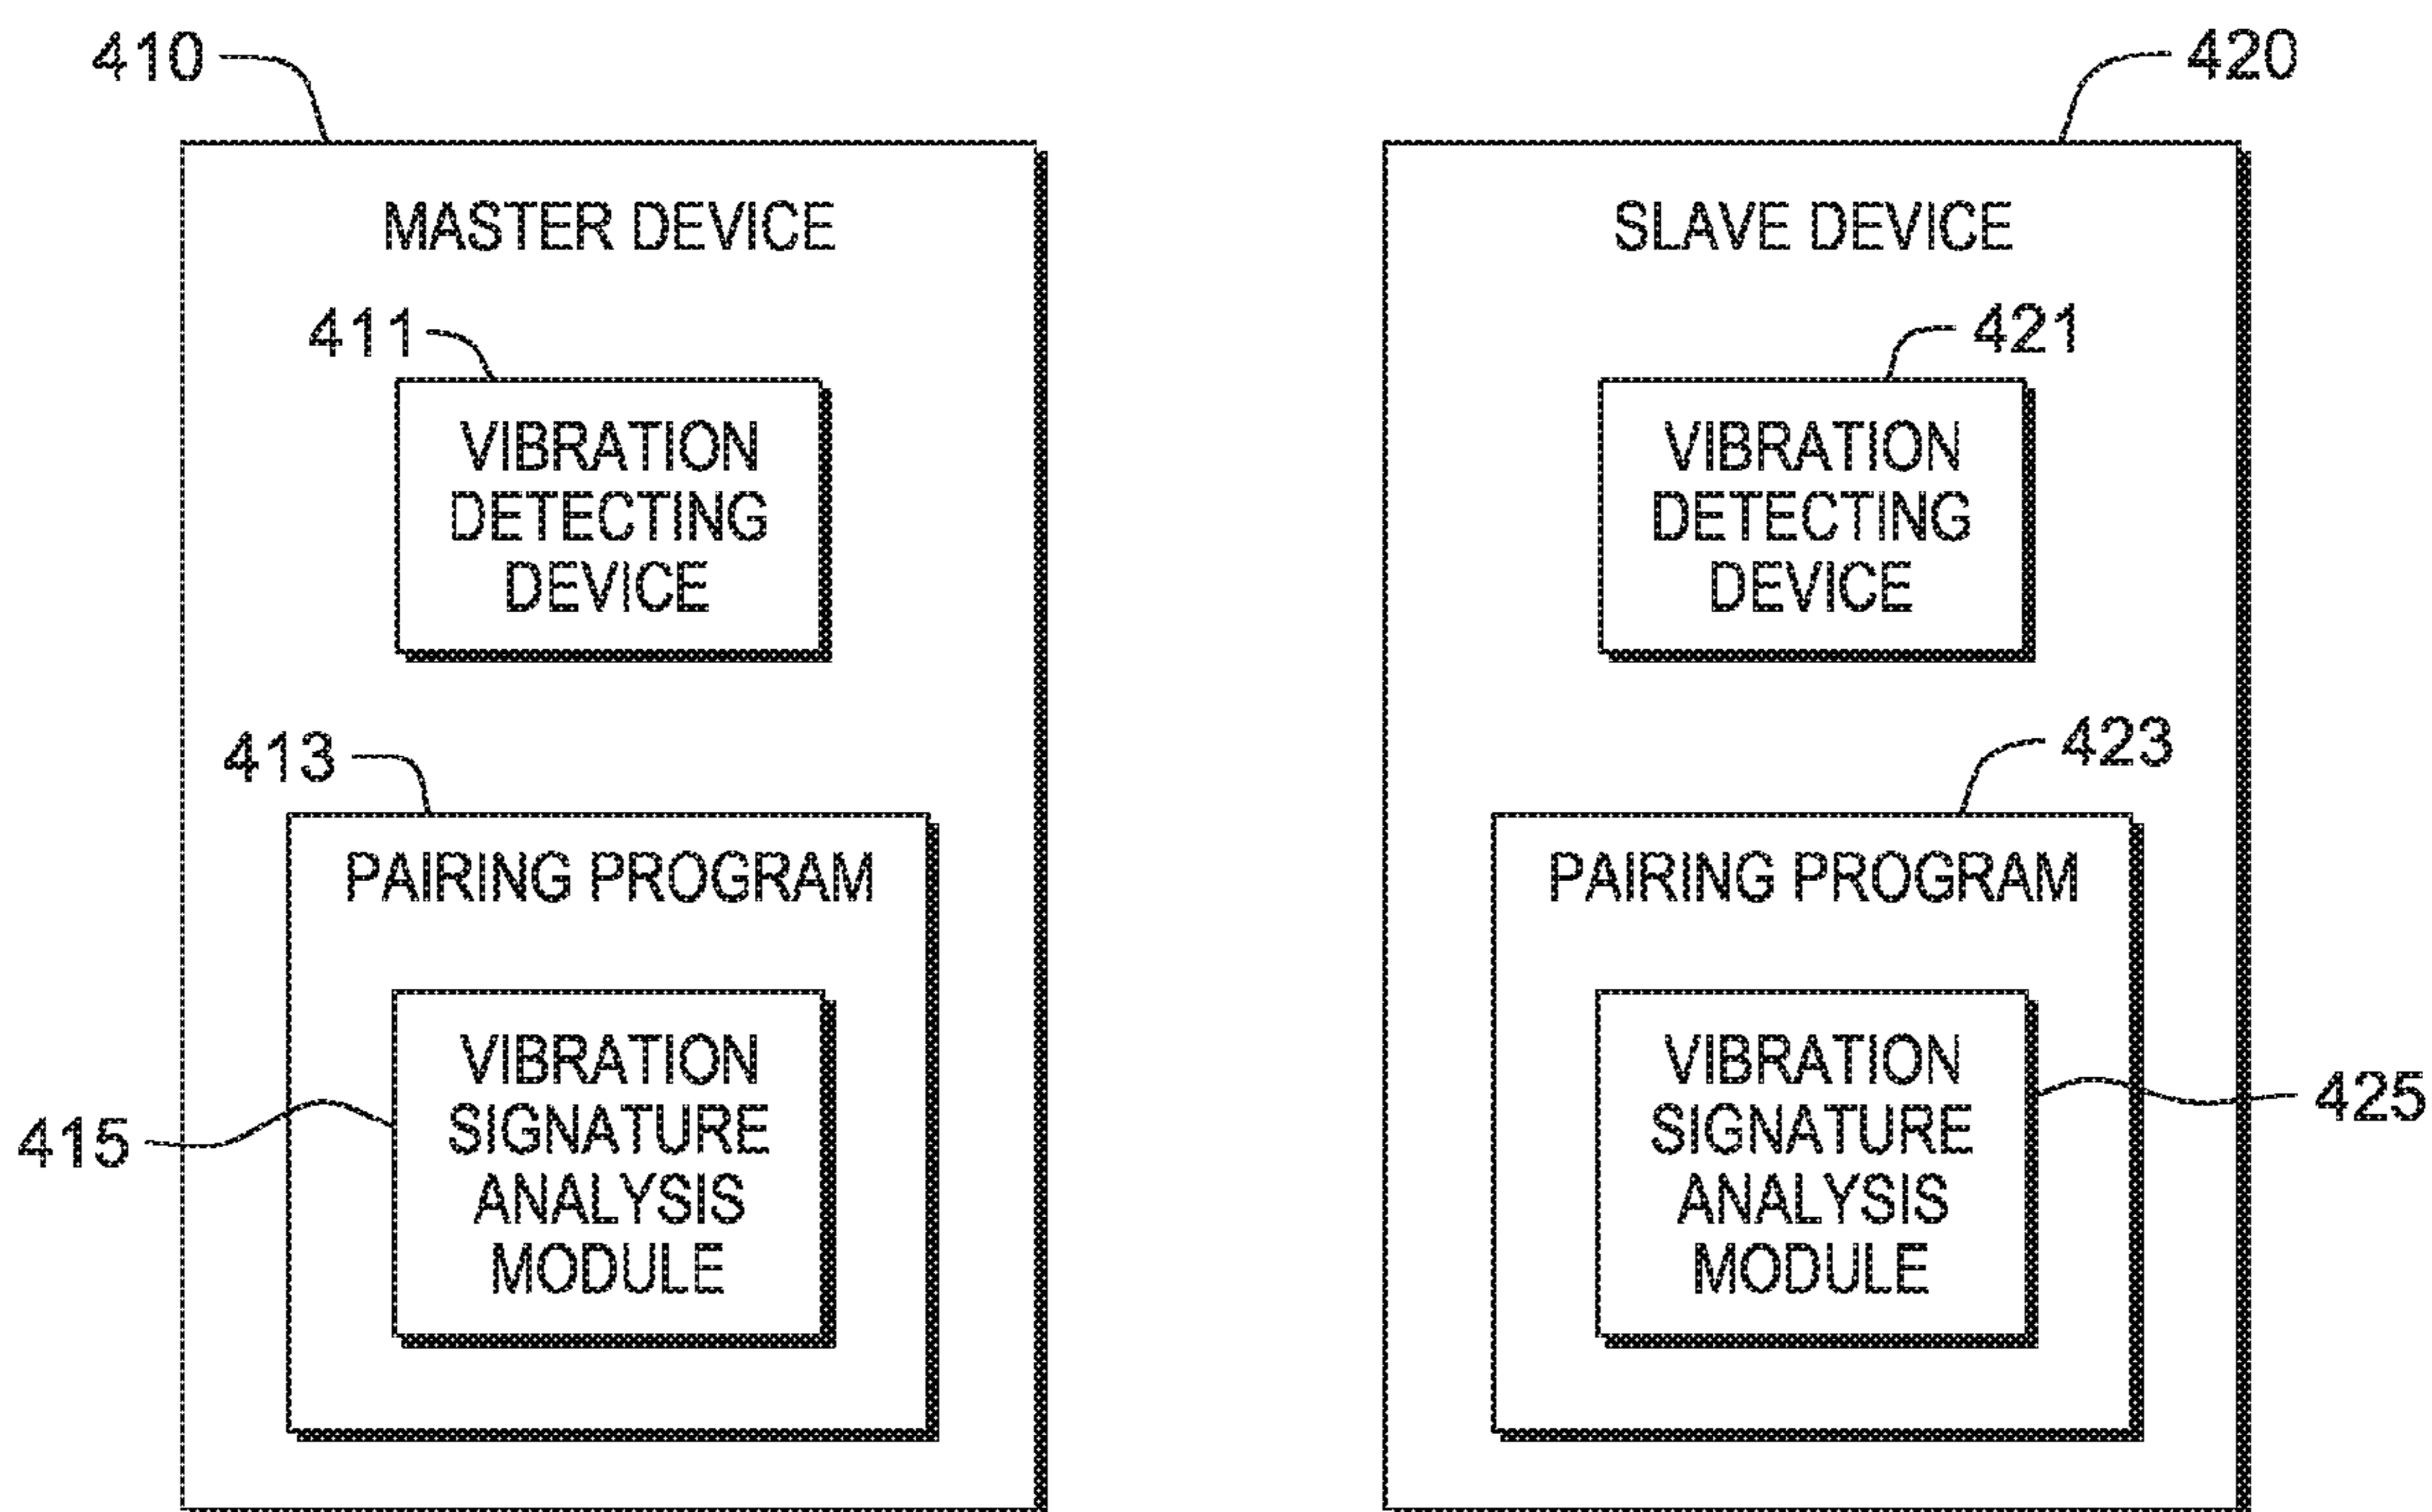 410
MASTER DEVICE
411
VIBRATION
DETECTING
DEVICE
413
PAIRING PROGRAM
415
VIBRATION
SIGNATURE
ANALYSIS
MODULE
420
SLAVE DEVICE
421
VIBRATION
DETECTING
DEVICE
423
PAIRING PROGRAM
VIBRATION
SIGNATURE
ANALYSIS
MODULE
425